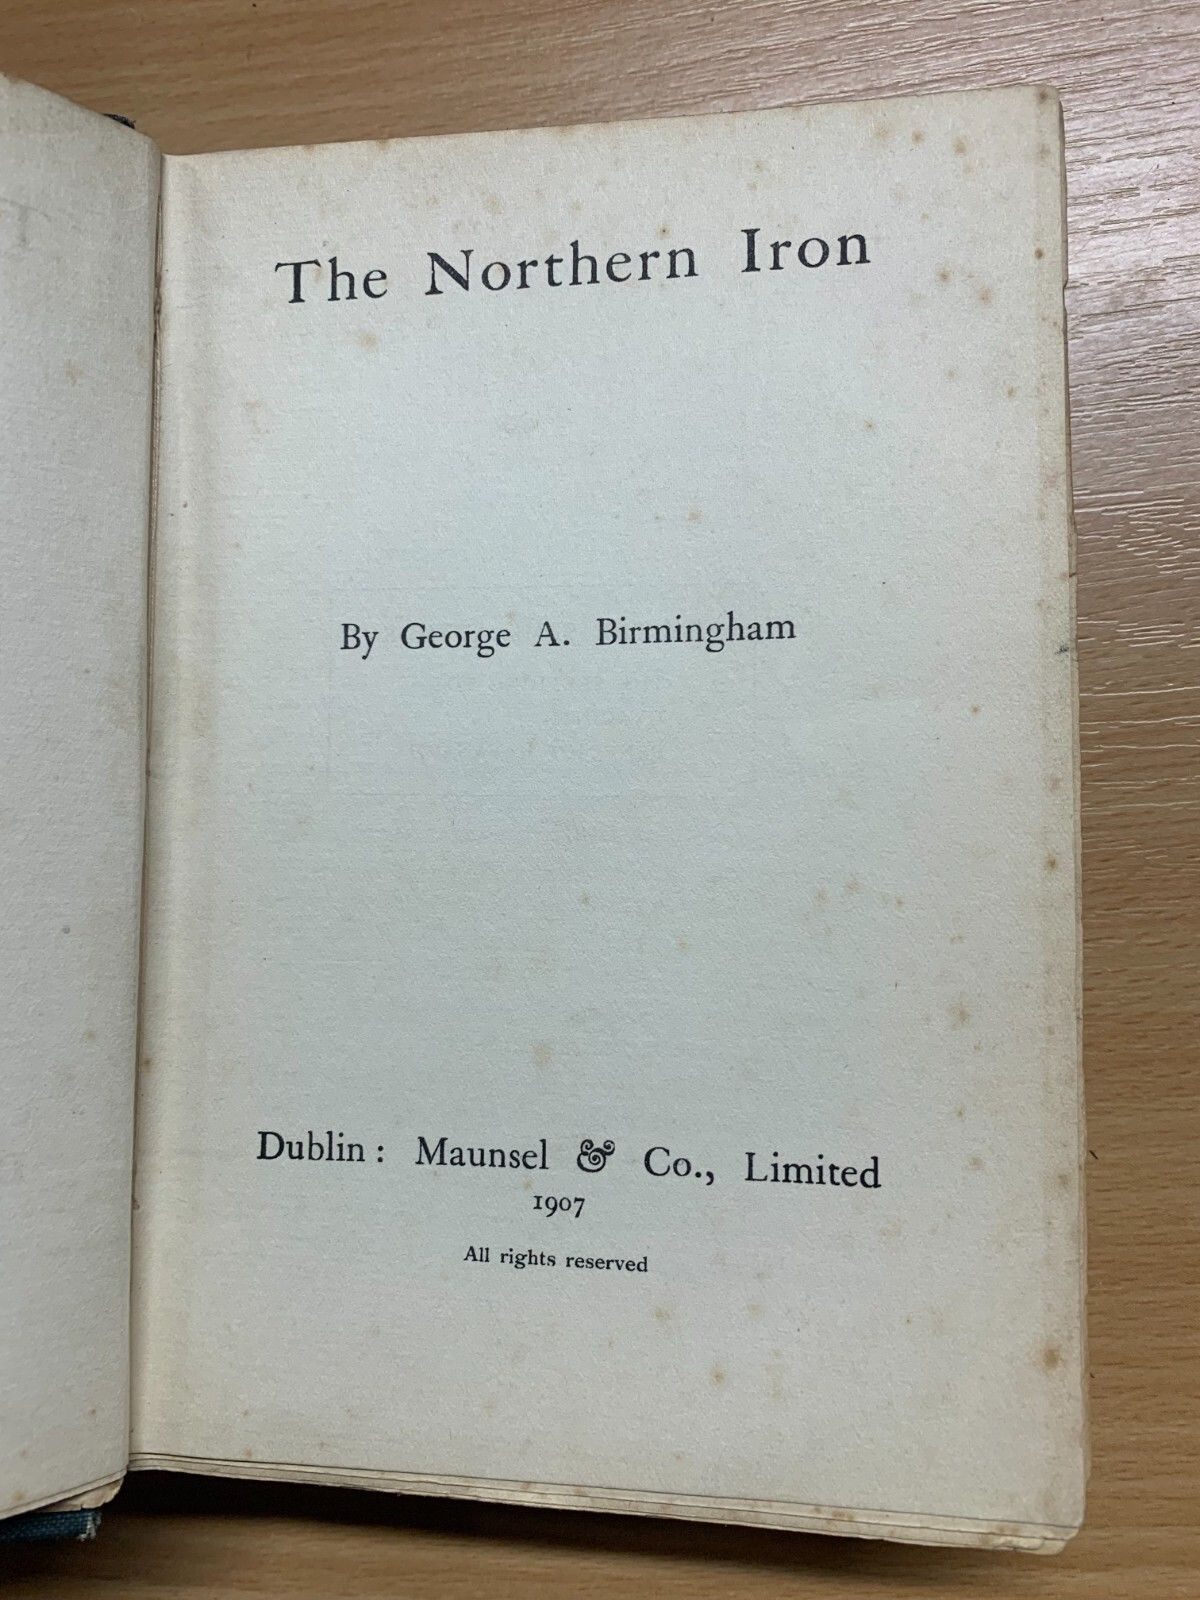 The Northern Iron
By George A. Birmingham
Dublin: Maunsel & Co., Limited
1907
All rights reserved